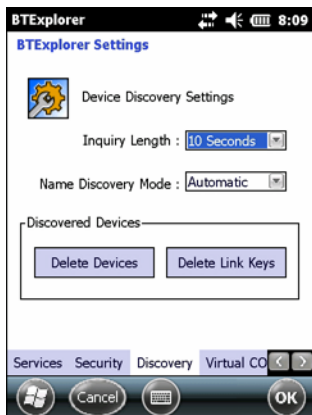 BTExplorer 8:09
BTExplorer Settings
Device Discovery Settings
Inquiry Length : 10 Seconds
Name Discovery Mode : Automatic
Discovered Devices
Delete Devices Delete Link Keys
Services Security Discovery Virtual CO
Cancel OK